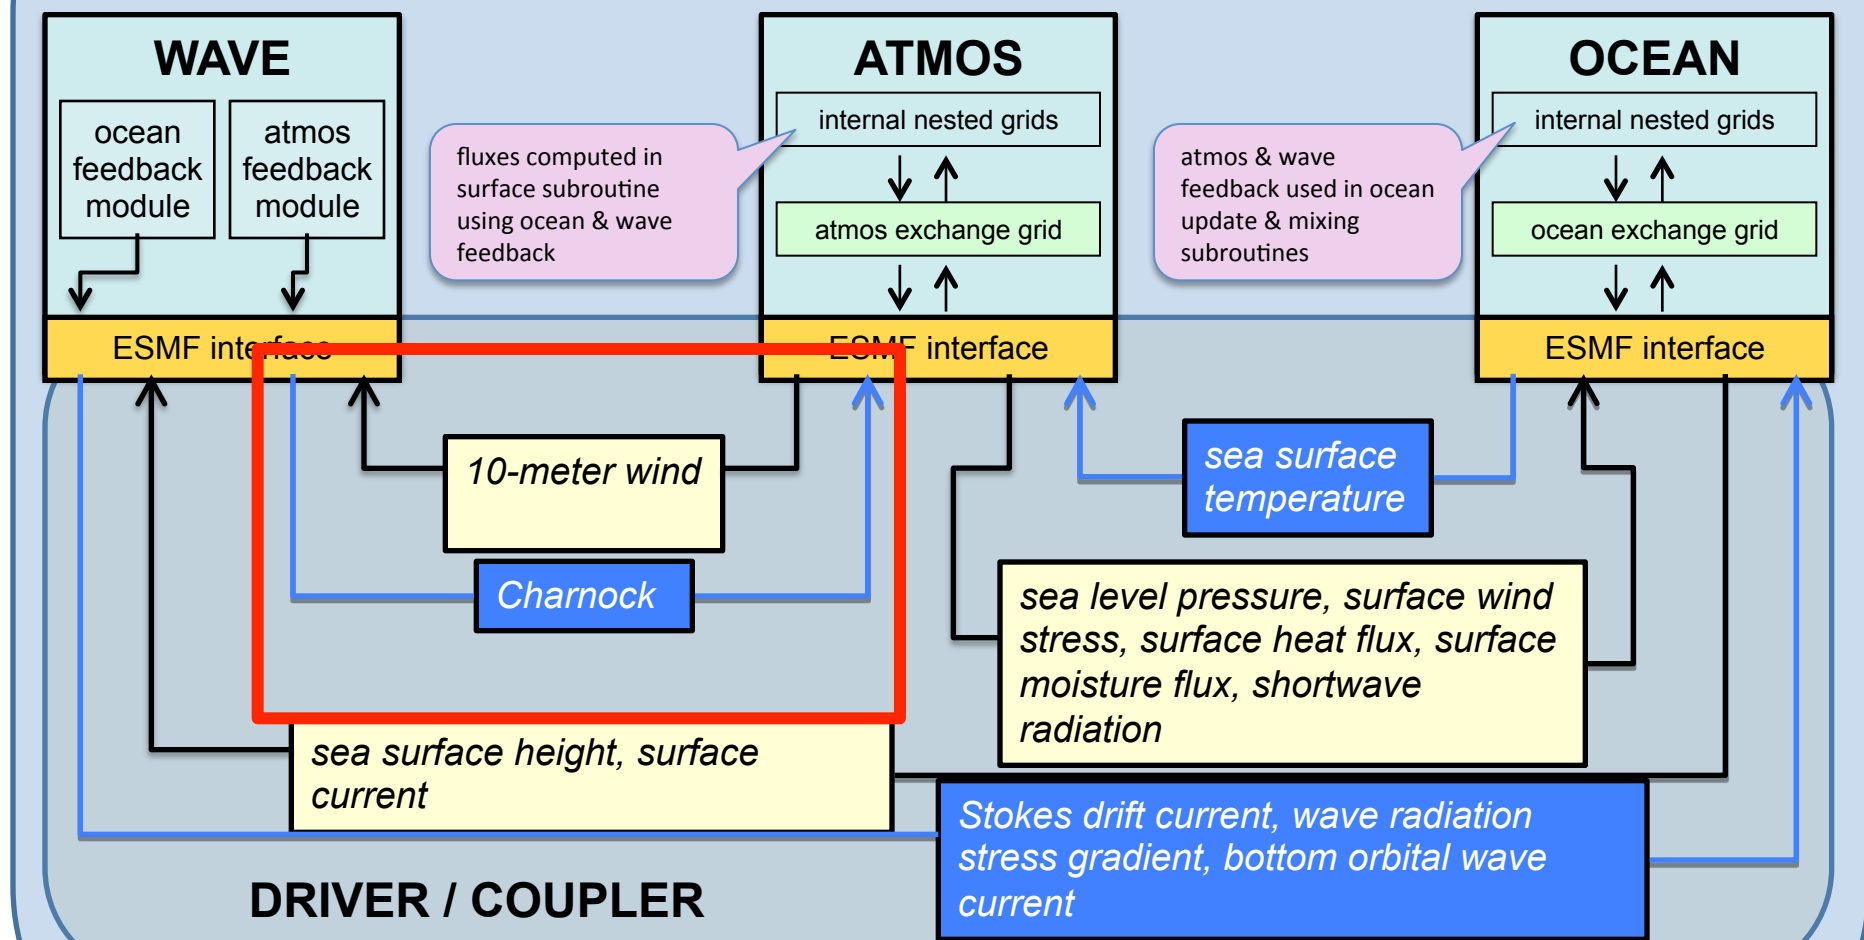 WAVE
ocean
feedback
module
atmos
feedback
module
ESMF interface
fluxes computed in
surface subroutine
using ocean & wave
feedback
ATMOS
internal nested grids
atmos exchange grid
ESMF interface
atmos & wave
feedback used in ocean
update & mixing
subroutines
OCEAN
internal nested grids
ocean exchange grid
ESMF interface
10-meter wind
Charnock
sea surface
temperature
sea level pressure, surface wind
stress, surface heat flux, surface
moisture flux, shortwave
radiation
sea surface height, surface
current
Stokes drift current, wave radiation
stress gradient, bottom orbital wave
current
DRIVER / COUPLER